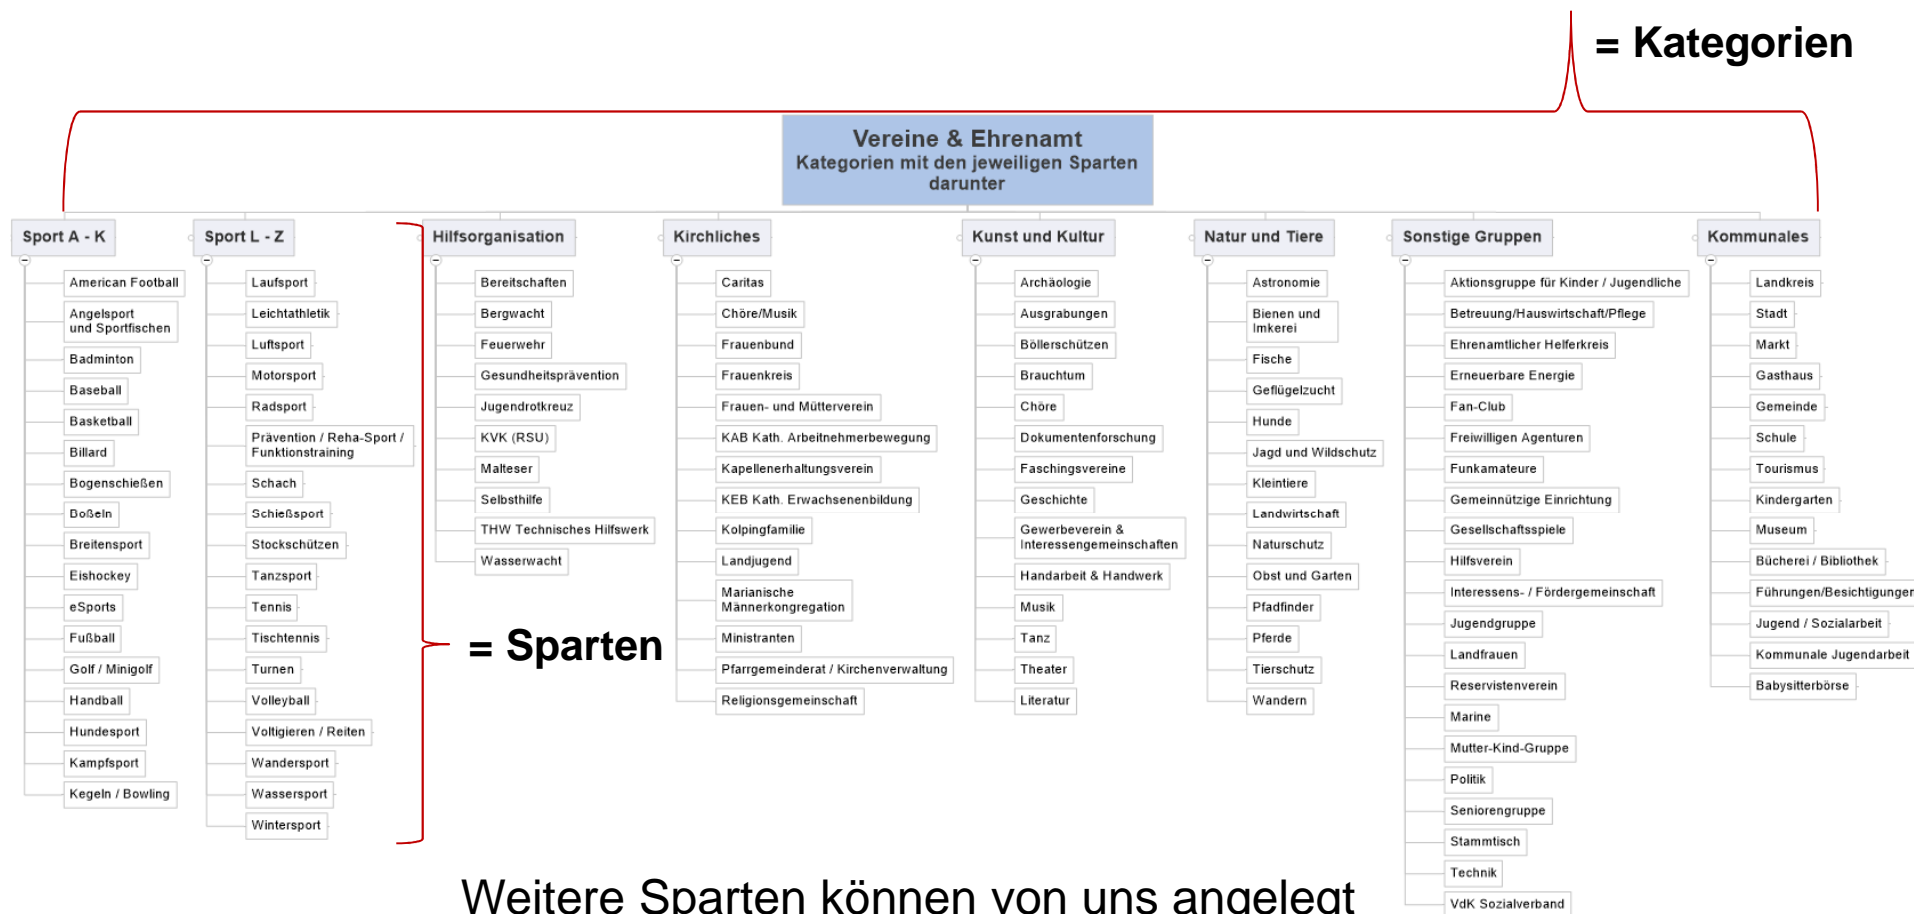 = Kategorien
Vereine & Ehrenamt
Kategorien mit den jeweiligen Sparten
darunter
Sport A - K
American Football
Angelsport
und Sportfischen
Badminton
Baseball
Basketball
Billard
Bogenschießen
Boßeln
Breitensport
Eishockey
eSports
Fußball
Golf / Minigolf
Handball
Hundesport
Kampfsport
Kegeln / Bowling
Sport L - Z
Laufsport
Leichtathletik
Luftsport
Motorsport
Radsport
Prävention / Reha-Sport /
Funktionstraining
Schach
Schießsport
Stockschützen
Tanzsport
Tennis
Tischtennis
Turnen
Volleyball
Voltigieren / Reiten
Wandersport
Wassersport
Wintersport
= Sparten
Hilfsorganisation
Bereitschaften
Bergwacht
Feuerwehr
Gesundheitsprävention
Jugendrotkreuz
KVK (RSU)
Malteser
Selbsthilfe
THW Technisches Hilfswerk
Wasserwacht
Kirchliches
Caritas
Chöre/Musik
Frauenbund
Frauenkreis
Frauen- und Mütterverein
KAB Kath. Arbeitnehmerbewegung
Kapellenerhaltungsverein
KEB Kath. Erwachsenenbildung
Kolpingfamilie
Landjugend
Marianische
Männerkongregation
Ministranten
Pfarrgemeinderat / Kirchenverwaltung
Religionsgemeinschaft
Kunst und Kultur
Archäologie
Ausgrabungen
Böllerschützen
Brauchtum
Chöre
Dokumentenforschung
Faschingsvereine
Geschichte
Gewerbeverein &
Interessengemeinschaften
Handarbeit & Handwerk
Musik
Tanz
Theater
Literatur
Natur und Tiere
Astronomie
Bienen und
Imkerei
Fische
Geflügelzucht
Hunde
Jagd und Wildschutz
Kleintiere
Landwirtschaft
Naturschutz
Obst und Garten
Pfadfinder
Pferde
Tierschutz
Wandern
Sonstige Gruppen
Aktionsgruppe für Kinder / Jugendliche
Betreuung/Hauswirtschaft/Pflege
Ehrenamtlicher Helferkreis
Erneuerbare Energie
Fan-Club
Freiwilligen Agenturen
Funkamateure
Gemeinnützige Einrichtung
Gesellschaftsspiele
Hilfsverein
Interessens- / Fördergemeinschaft
Jugendgruppe
Landfrauen
Reservistenverein
Marine
Mutter-Kind-Gruppe
Politik
Seniorengruppe
Stammtisch
Technik
VdK Sozialverband
Kommunales
Landkreis
Stadt
Markt
Gasthaus
Gemeinde
Schule
Tourismus
Kindergarten
Museum
Bücherei / Bibliothek
Führungen/Besichtigungen
Jugend / Sozialarbeit
Kommunale Jugendarbeit
Babysitterbörse
Weitere Sparten können von uns angelegt